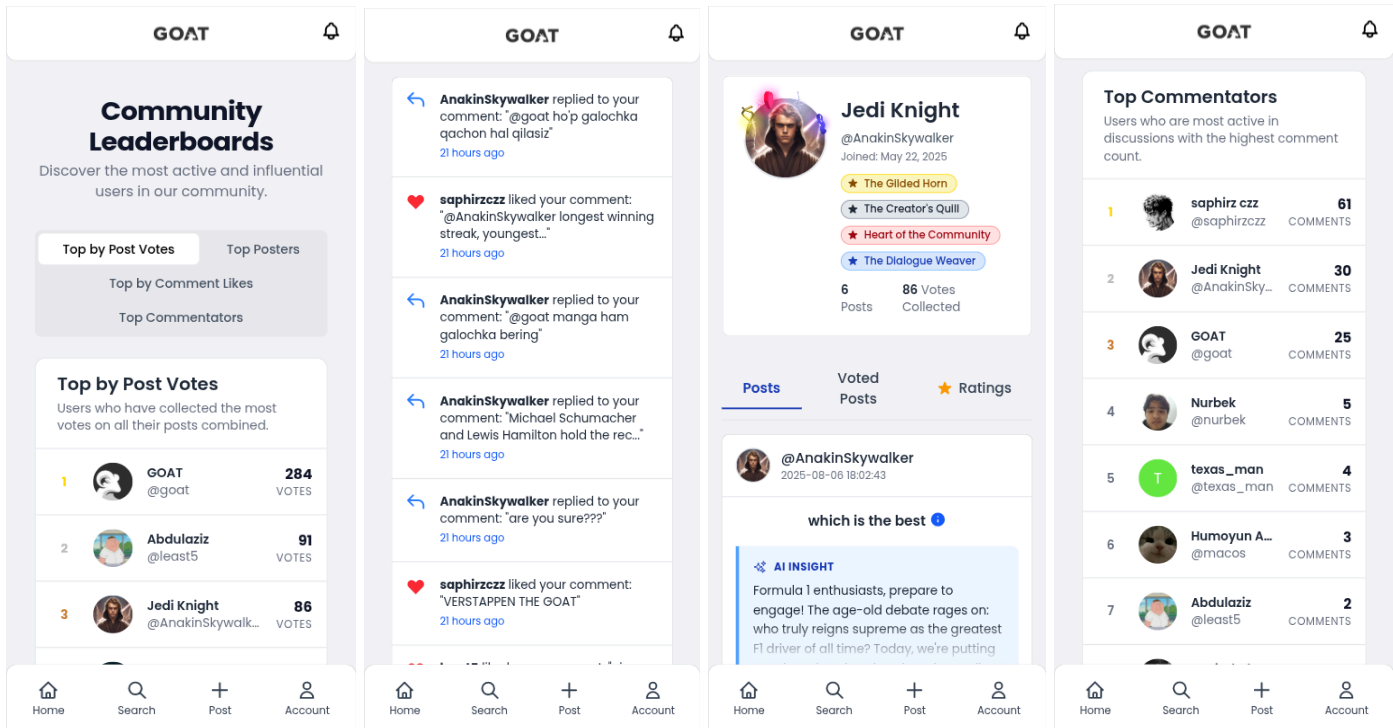 GOAT
Community
Leaderboards
Discover the most active and influential
users in our community.
Top by Post Votes
Top Posters
Top by Comment Likes
Top Commentators
Top by Post Votes
Users who have collected the most
votes on all their posts combined.
1
GOAT
@goat
284
VOTES
2
Abdulaziz
@least5
91
VOTES
3
Jedi Knight
@AnakinSkywalk...
86
VOTES
Home
Search
Post
Account
GOAT
AnakinSkywalker replied to your
comment: "@goat ho'p galochka
qachon hal qilasiz"
21 hours ago
saphirzczz liked your comment:
"@AnakinSkywalker longest winning
streak, youngest..."
21 hours ago
AnakinSkywalker replied to your
comment: "@goat manga ham
galochka bering"
21 hours ago
AnakinSkywalker replied to your
comment: "Michael Schumacher
and Lewis Hamilton hold the rec..."
21 hours ago
AnakinSkywalker replied to your
comment: "are you sure???"
21 hours ago
saphirzczz liked your comment:
"VERSTAPPEN THE GOAT"
21 hours ago
Home
Search
Post
Account
GOAT
Jedi Knight
@AnakinSkywalker
Joined: May 22, 2025
The Gilded Horn
The Creator's Quill
Heart of the Community
The Dialogue Weaver
6
Posts
86 Votes
Collected
Posts
Voted
Posts
Ratings
@AnakinSkywalker
2025-08-06 18:02:43
which is the best
AI INSIGHT
Formula 1 enthusiasts, prepare to
engage! The age-old debate rages on:
who truly reigns supreme as the greatest
F1 driver of all time? Today, we're putting
Home
Search
Post
Account
GOAT
Top Commentators
Users who are most active in
discussions with the highest comment
count.
1
saphirz czz
@saphirzczz
61
COMMENTS
2
Jedi Knight
@AnakinSky...
30
COMMENTS
3
GOAT
@goat
25
COMMENTS
4
Nurbek
@nurbek
5
COMMENTS
5
T
texas_man
@texas_man
4
COMMENTS
6
Humoyun A...
@macos
3
COMMENTS
7
Abdulaziz
@least5
2
COMMENTS
Home
Search
Post
Account